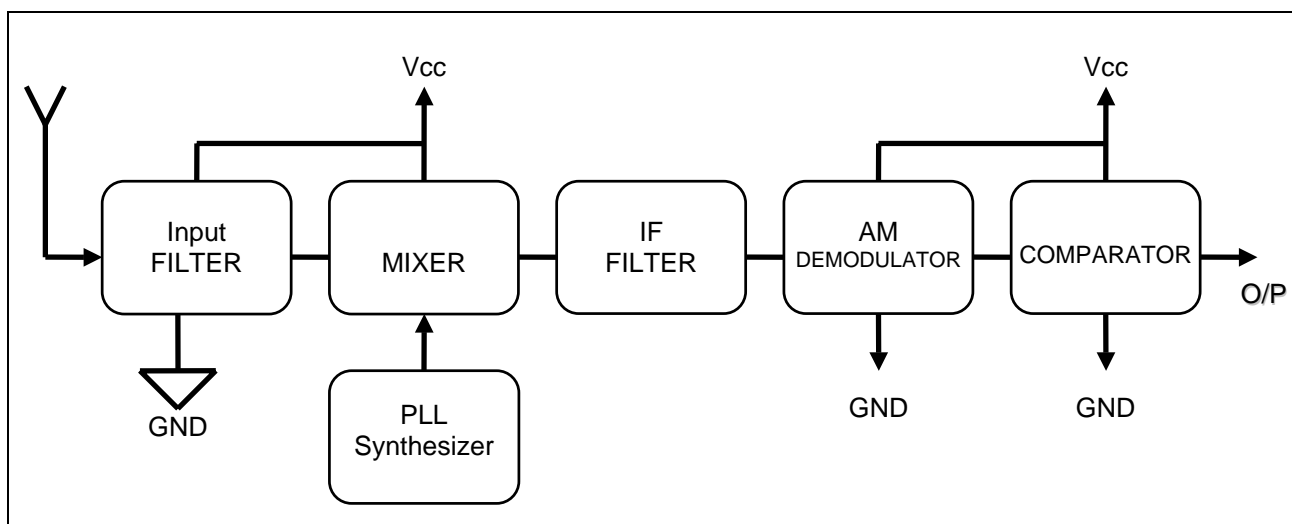 Vcc
Vcc
Input
FILTER
MIXER
IF
FILTER
AM
DEMODULATOR
COMPARATOR
O/P
GND
PLL
Synthesizer
GND
GND